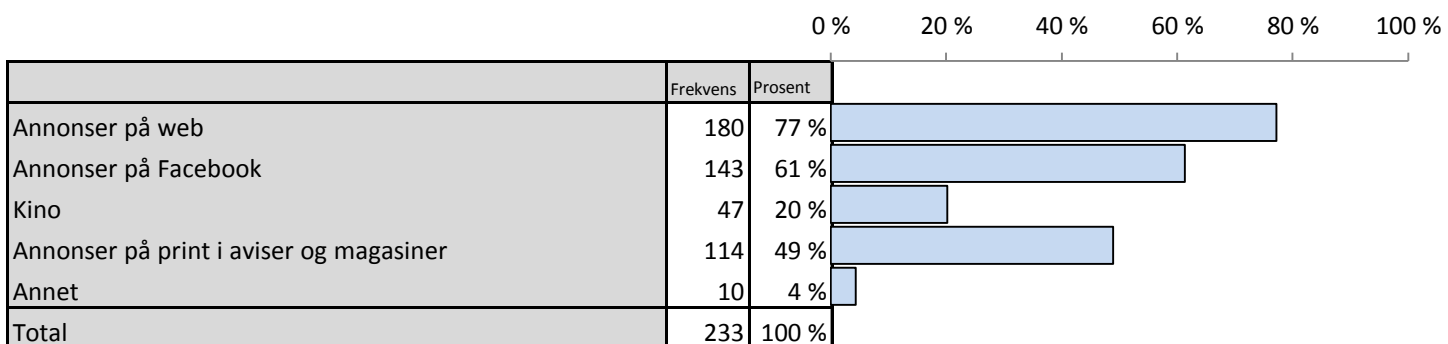 0 % 20 % 40 % 60 % 80 % 100 %
Frekvens Prosent
Annonser på web 180 77 %
Annonser på Facebook 143 61 %
Kino 47 20 %
Annonser på print i aviser og magasiner 114 49 %
Annet 10 4 %
Total 233 100 %